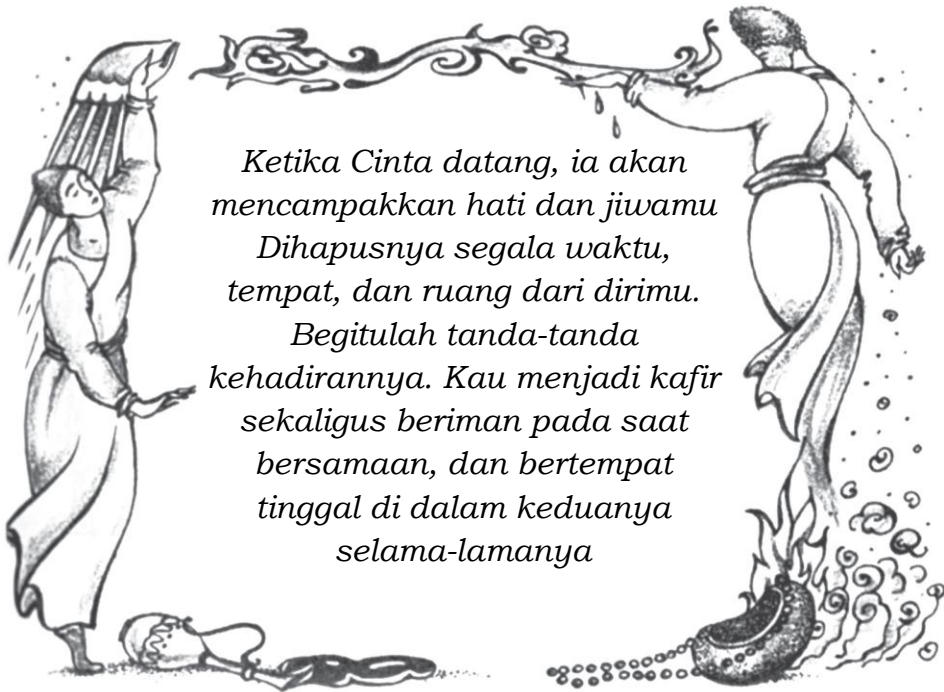 Ketika Cinta datang, ia akan
mencampakkan hati dan jiwamu
Dihapusnya segala waktu,
tempat, dan ruang dari dirimu.
Begitulah tanda-tanda
kehadirannya. Kau menjadi kafir
sekaligus beriman pada saat
bersamaan, dan bertempat
tinggal di dalam keduanya
selama-lamanya